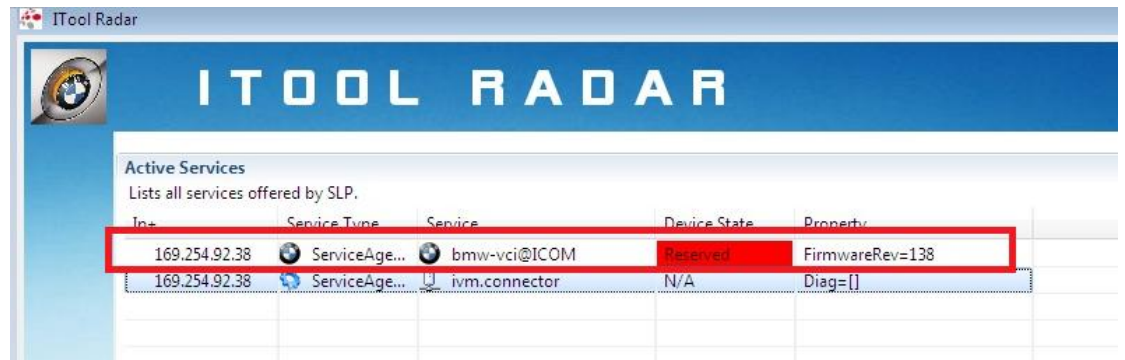 ITool Radar
ITOOL RADAR
Active Services
Lists all services offered by SLP.
Ip+ Service Type Service Device State Property
169.254.92.38 ServiceAge... bmw-vci@ICOM Reserved FirmwareRev=138
169.254.92.38 ServiceAge... ivm.connector N/A Diag=[]